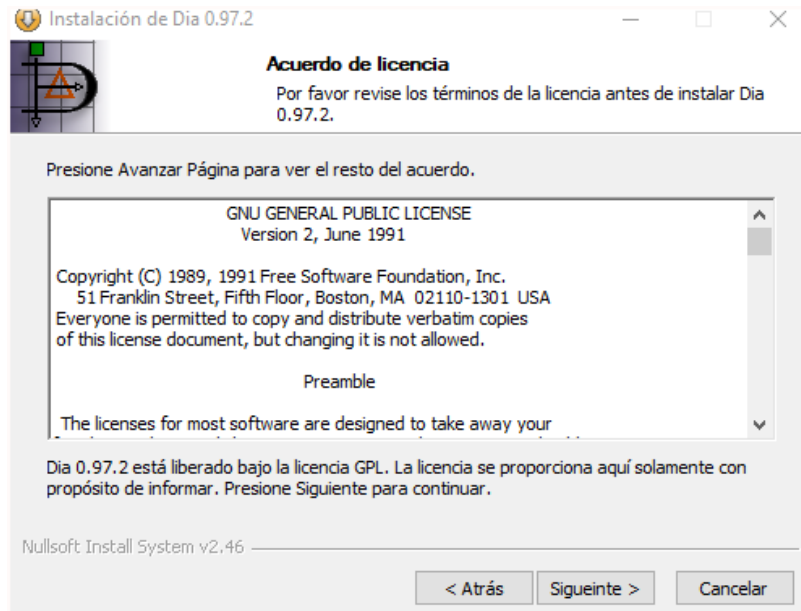 Instalación de Dia 0.97.2
Acuerdo de licencia
Por favor revise los términos de la licencia antes de instalar Dia
0.97.2.
Presione Avanzar Página para ver el resto del acuerdo.
GNU GENERAL PUBLIC LICENSE
Version 2, June 1991
Copyright (C) 1989, 1991 Free Software Foundation, Inc.
51 Franklin Street, Fifth Floor, Boston, MA 02110-1301 USA
Everyone is permitted to copy and distribute verbatim copies
of this license document, but changing it is not allowed.
Preamble
The licenses for most software are designed to take away your
Dia 0.97.2 está liberado bajo la licencia GPL. La licencia se proporciona aquí solamente con
propósito de informar. Presione Siguiente para continuar.
Nullsoft Install System v2.46
< Atrás
Sigueinte >
Cancelar